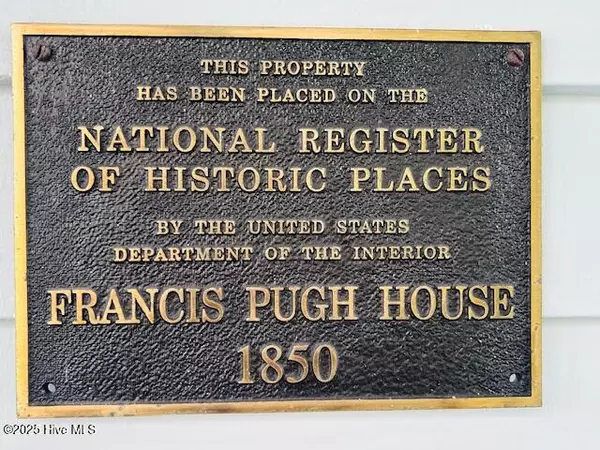 THIS PROPERTY
HAS BEEN PLACED ON THE
NATIONAL REGISTER
OF HISTORIC PLACES
BY THE UNITED STATES
DEPARTMENT OF THE INTERIOR
FRANCIS PUGH HOUSE
1850
©2025 Hive MLS